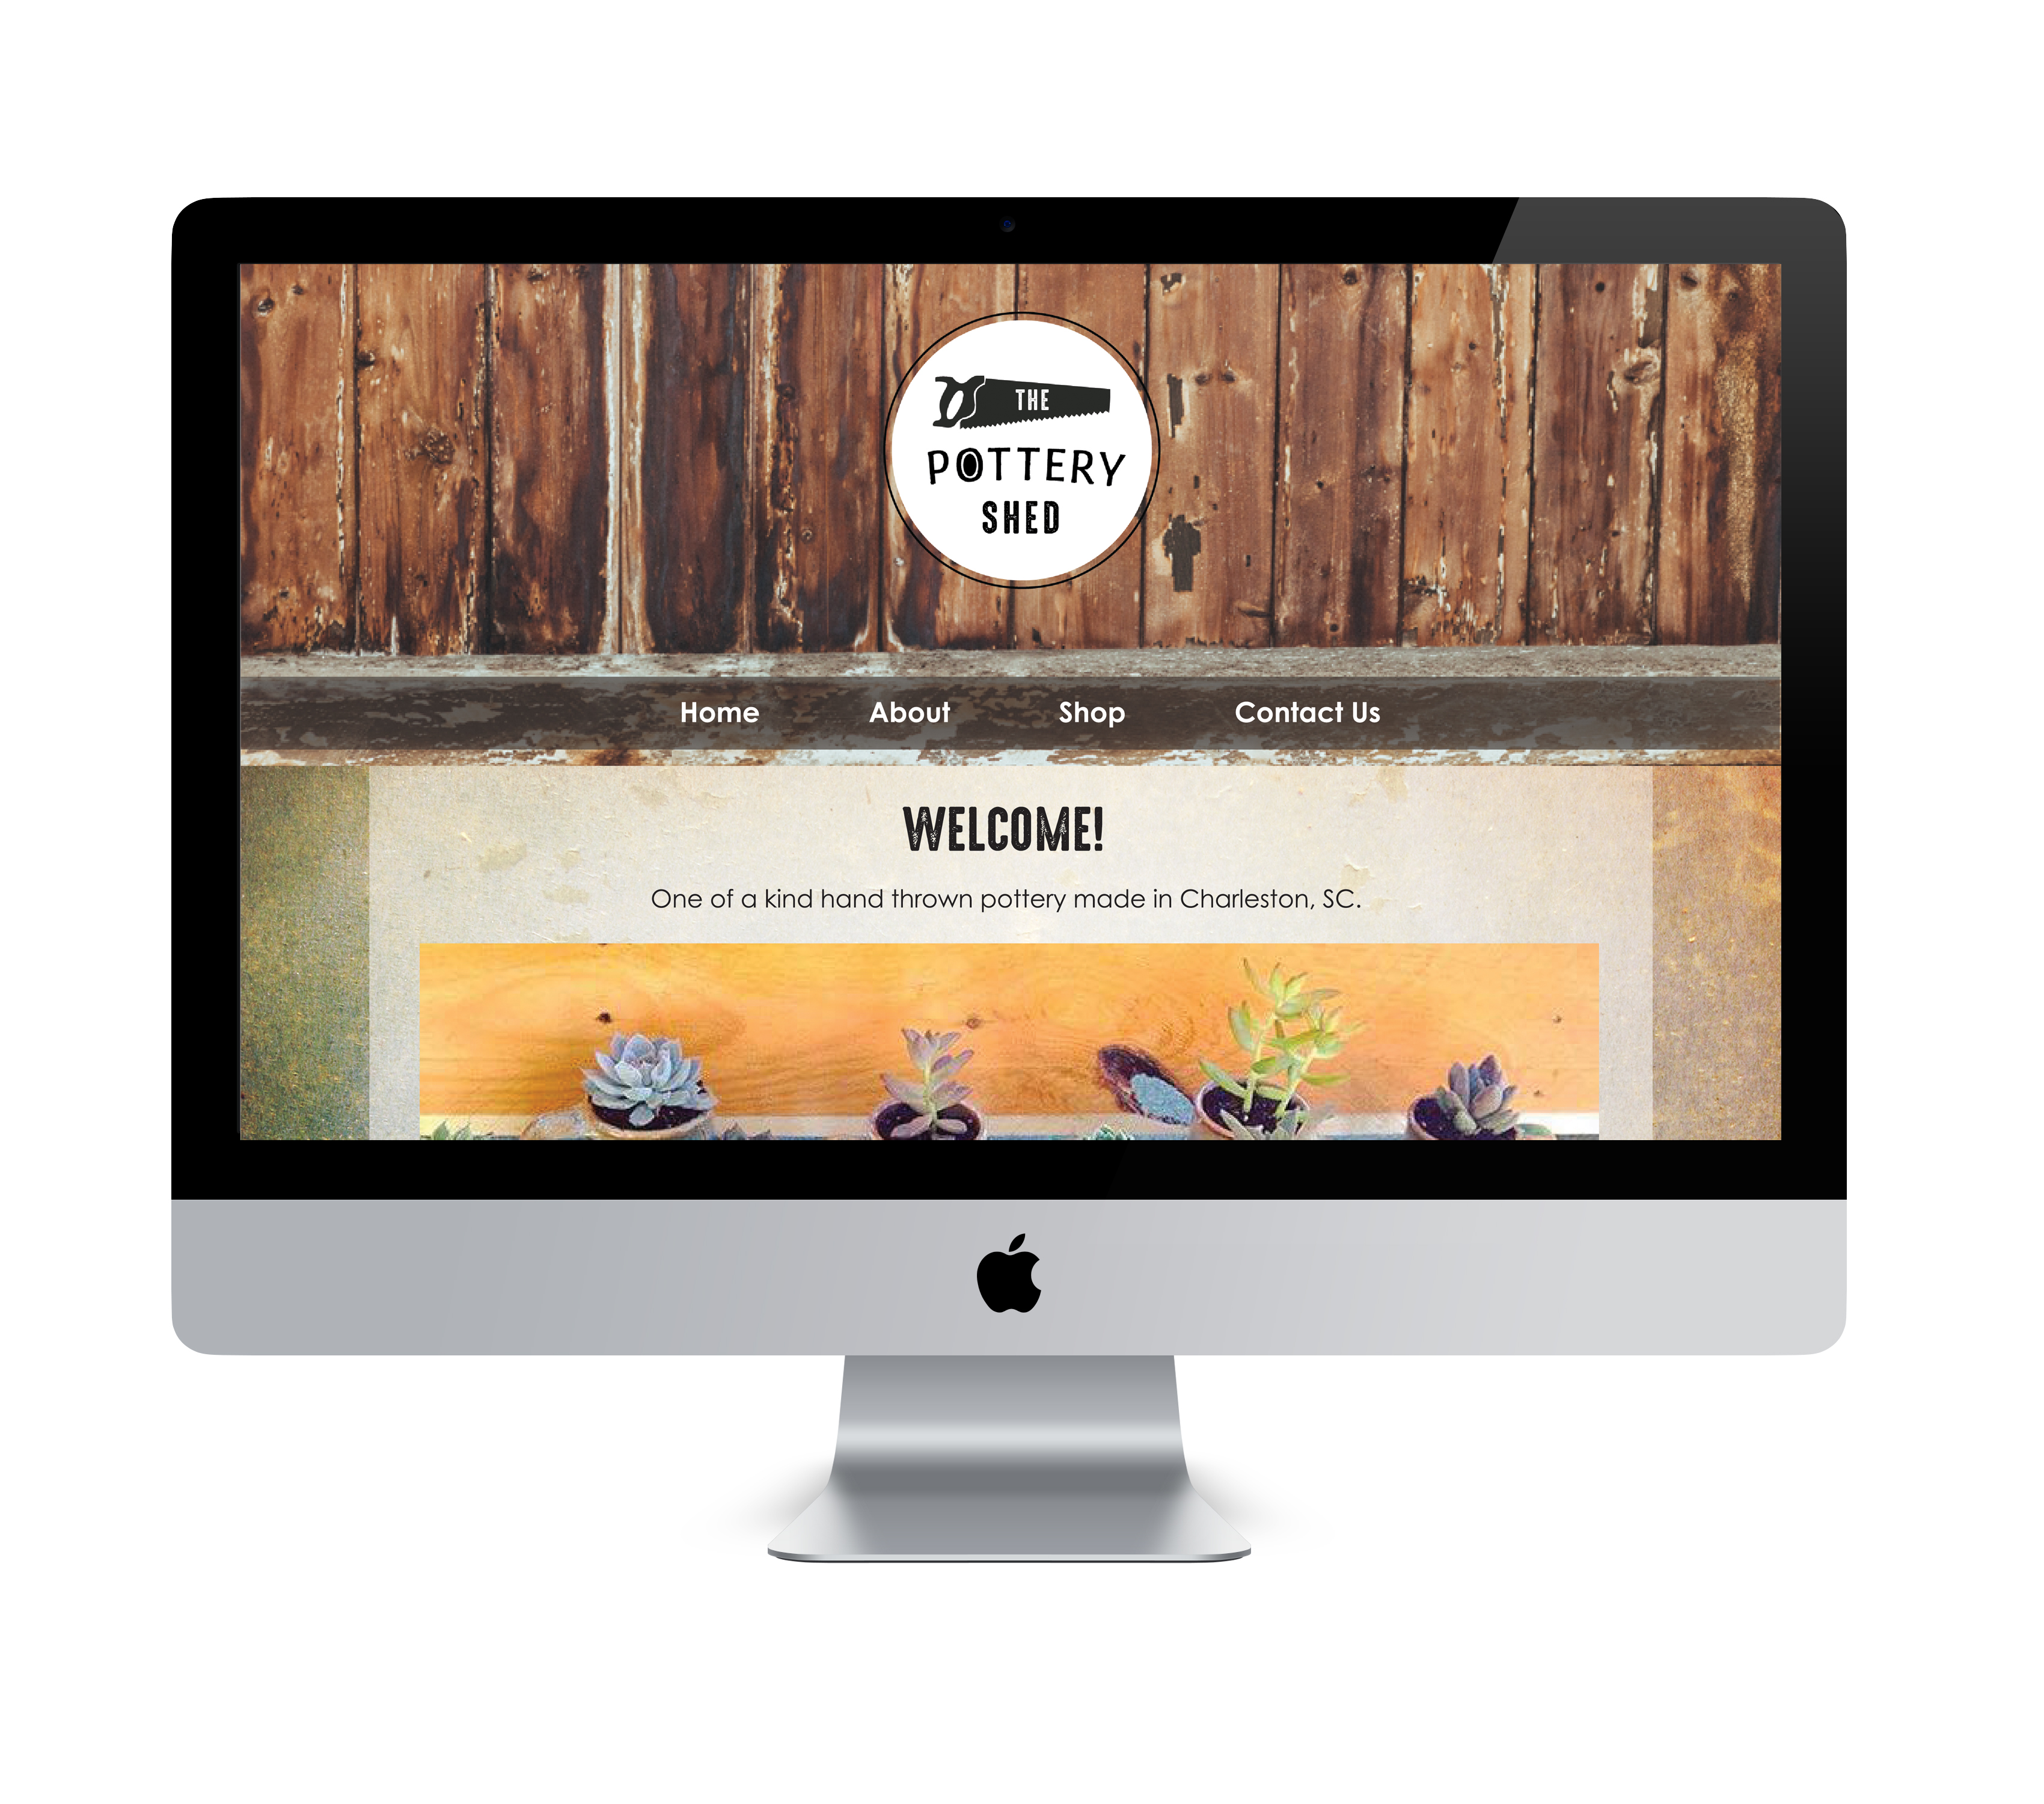 THE
POTTERY
SHED
Home About Shop Contact Us
WELCOME!
One of a kind hand thrown pottery made in Charleston, SC.